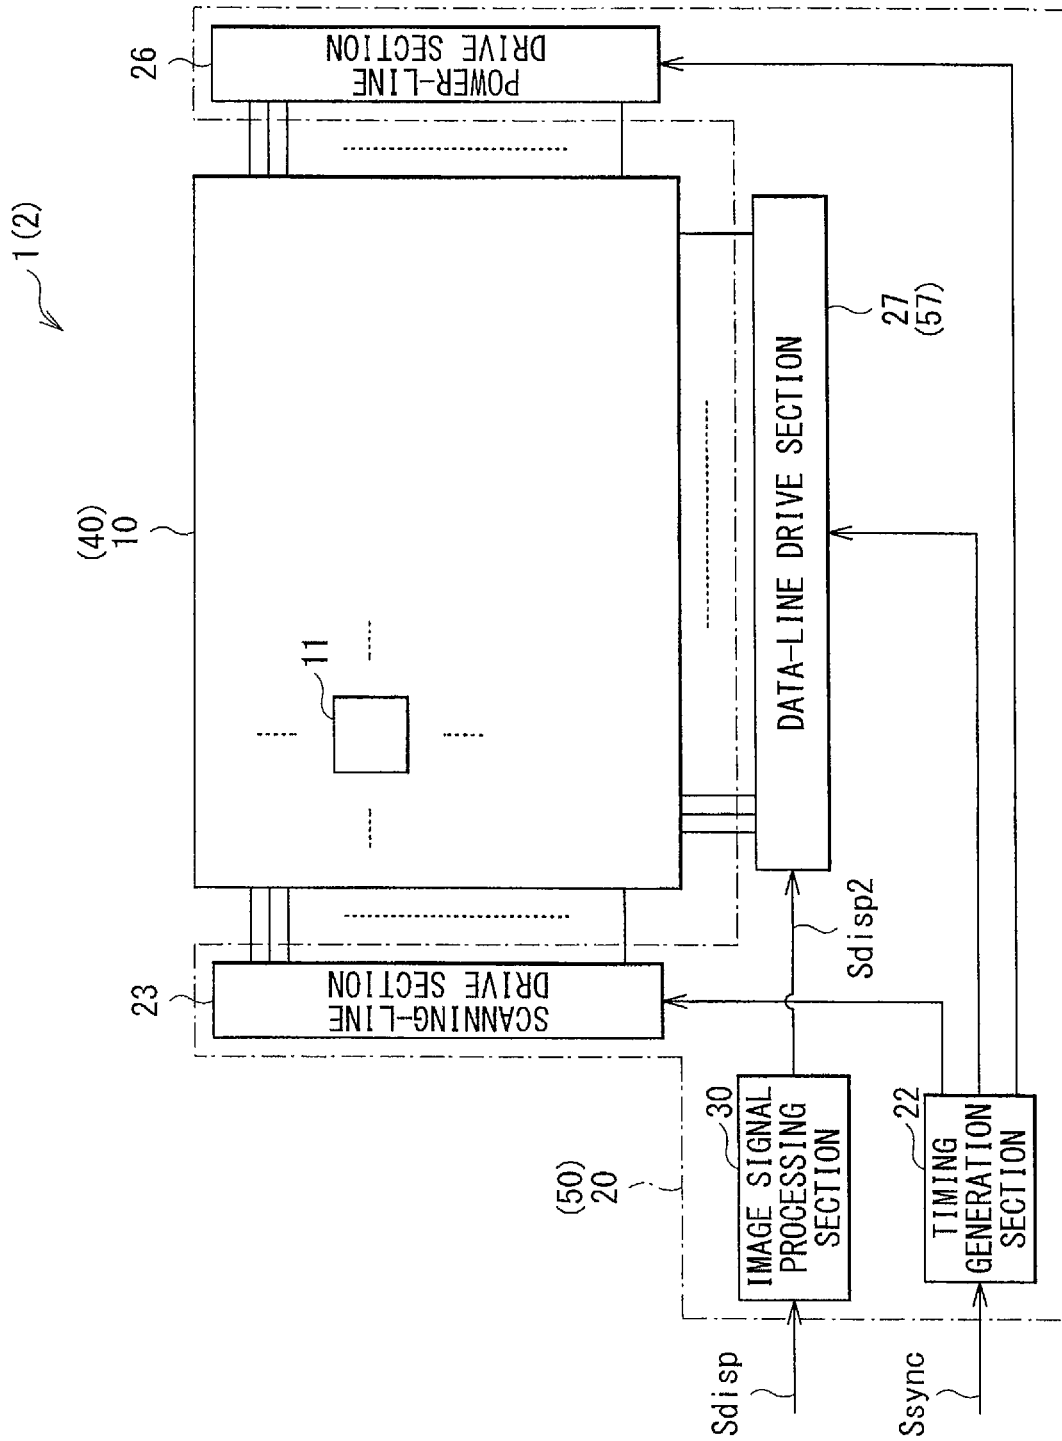 1(2)
(40)
10
11
23
SCANNING-LINE
DRIVE SECTION
26
POWER-LINE
DRIVE SECTION
27
(57)
DATA-LINE DRIVE SECTION
Sdisp2
(50)
20
30
IMAGE SIGNAL
PROCESSING
SECTION
22
TIMING
GENERATION
SECTION
Sdisp
Ssync